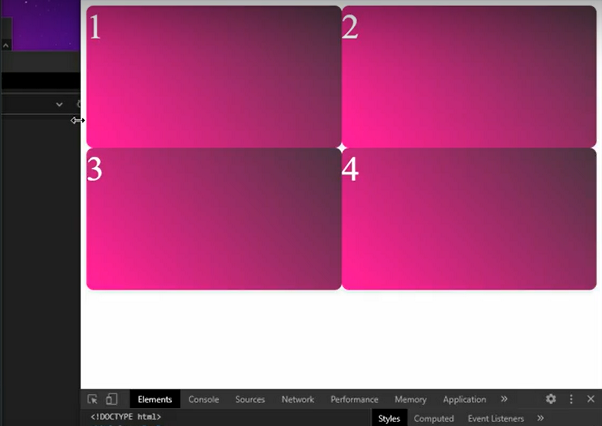 1 2
3 4
Elements Console Sources Network Performance Memory Application »
<!DOCTYPE html>
Styles Computed Event Listeners »